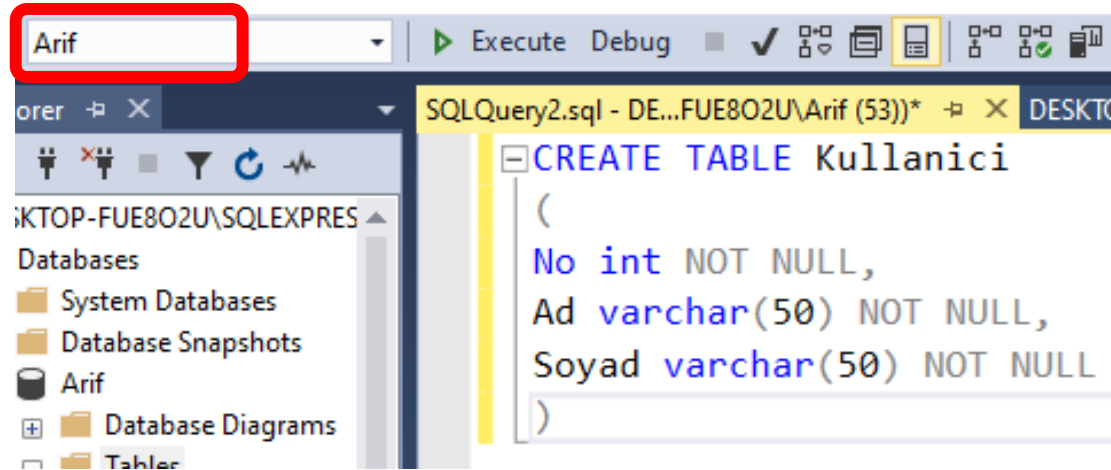 Arif
Execute Debug
orer
SQLQuery2.sql - DE...FUE8O2U\Arif (53))*
DESKTO
CREATE TABLE Kullanici
(
No int NOT NULL,
Ad varchar(50) NOT NULL,
Soyad varchar(50) NOT NULL
)
SKTOP-FUE8O2U\SQLEXPRES
Databases
System Databases
Database Snapshots
Arif
Database Diagrams
Tables